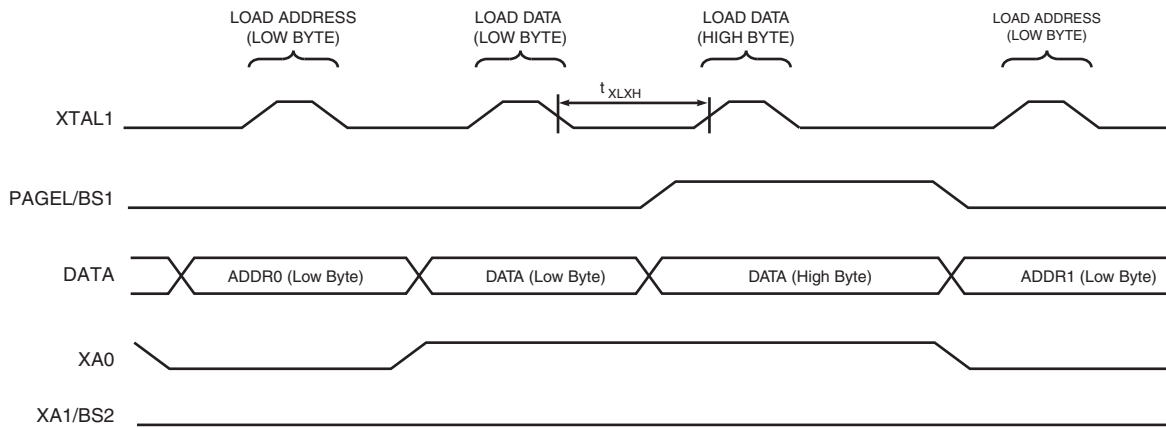 LOAD ADDRESS
(LOW BYTE)
LOAD DATA
(LOW BYTE)
LOAD DATA
(HIGH BYTE)
LOAD ADDRESS
(LOW BYTE)
t XLXH
XTAL1
PAGEL/BS1
DATA
ADDR0 (Low Byte)
DATA (Low Byte)
DATA (High Byte)
ADDR1 (Low Byte)
XA0
XA1/BS2